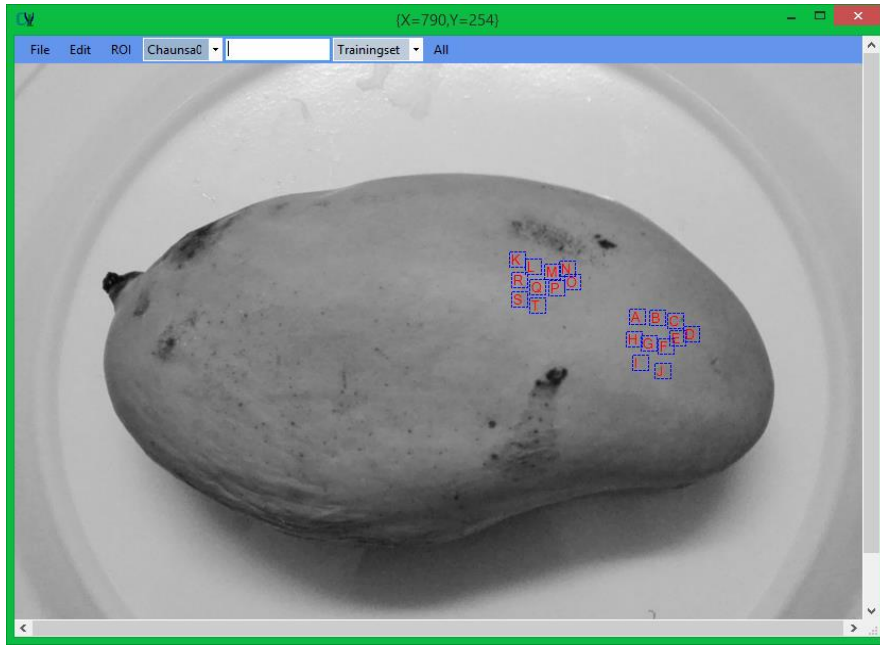 {X=790,Y=254}
File Edit ROI Chaunsa0 Trainingset All
K L M N
R Q P O
S T
A B C
H G F E D
I J